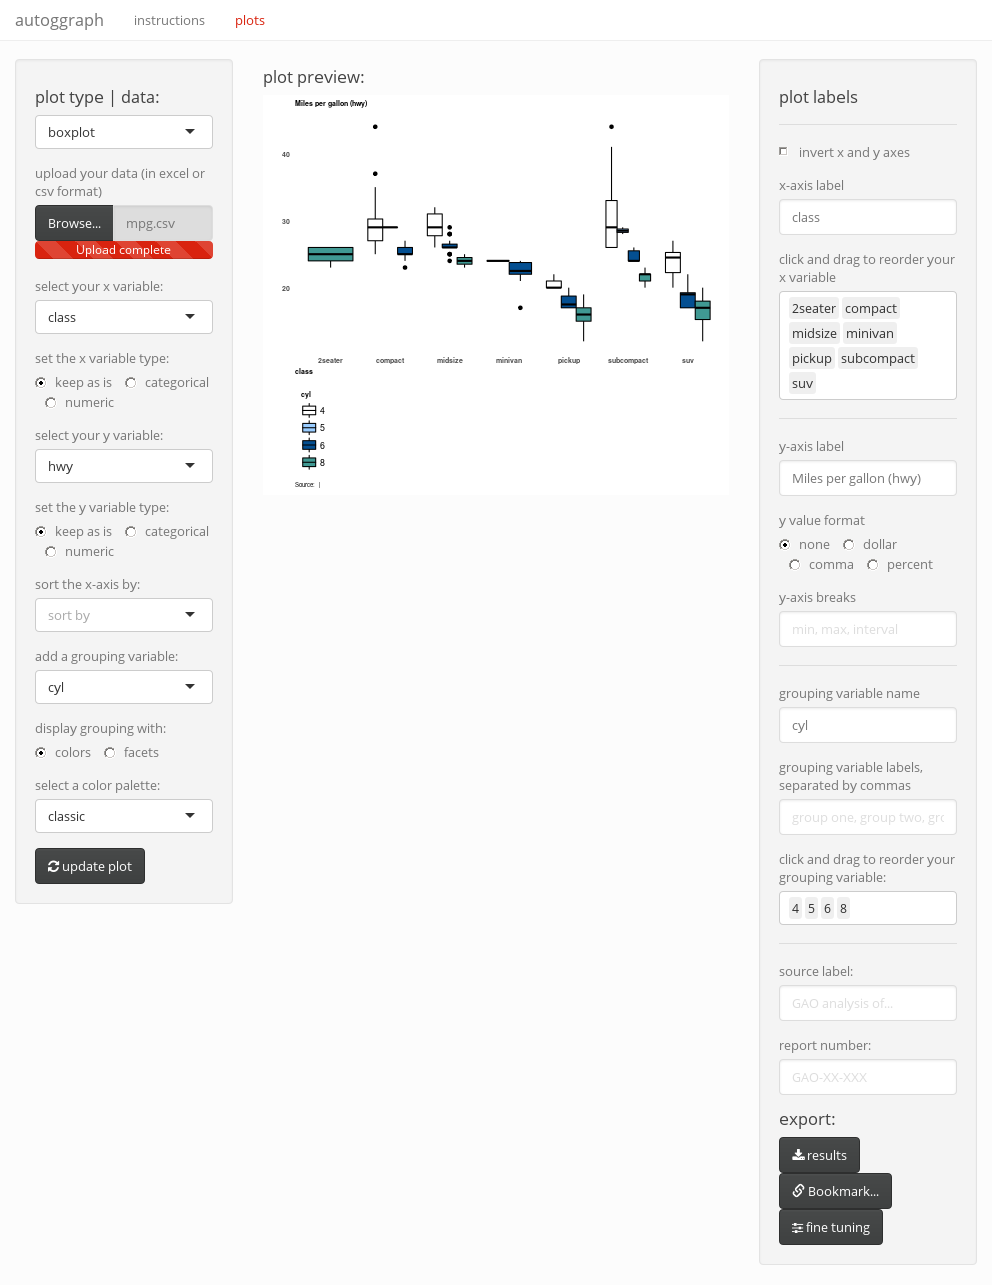 autoggraph instructions plots
plot type | data:
boxplot
upload your data (in excel or
csv format)
Browse... mpg.csv
Upload complete
select your x variable:
class
set the x variable type:
keep as is categorical
numeric
select your y variable:
hwy
set the y variable type:
keep as is categorical
numeric
sort the x-axis by:
sort by
add a grouping variable:
cyl
display grouping with:
colors facets
select a color palette:
classic
update plot
plot preview:
Miles per gallon (hwy)
40
30
20
2seater compact midsize minivan pickup subcompact suv
class
cyl
4
5
6
8
Source: |
plot labels
invert x and y axes
x-axis label
class
click and drag to reorder your
x variable
2seater compact
midsize minivan
pickup subcompact
suv
y-axis label
Miles per gallon (hwy)
y value format
none dollar
comma percent
y-axis breaks
min, max, interval
grouping variable name
cyl
grouping variable labels,
separated by commas
group one, group two, gro
click and drag to reorder your
grouping variable:
4 5 6 8
source label:
GAO analysis of...
report number:
GAO-XX-XXX
export:
results
Bookmark...
fine tuning